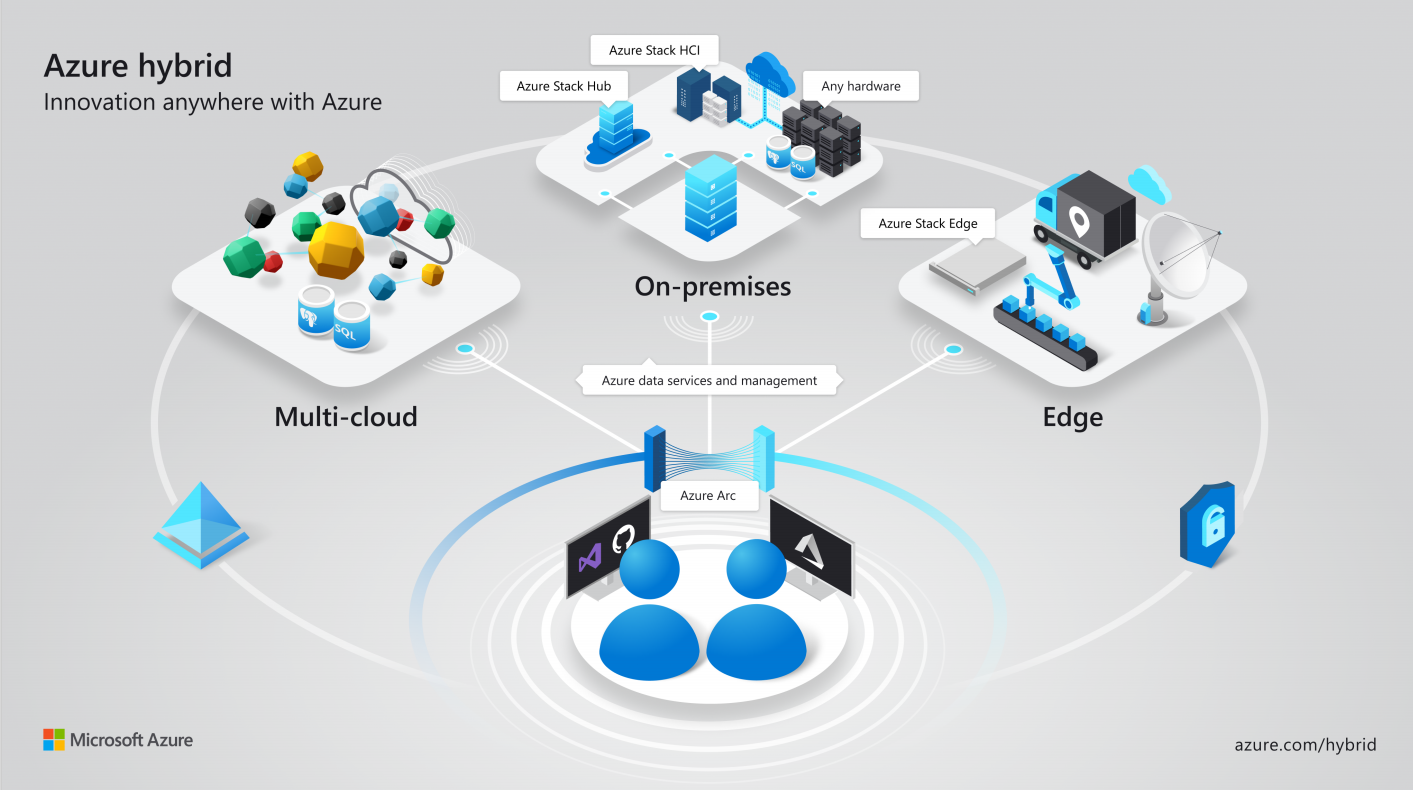 Azure hybrid
Innovation anywhere with Azure
Azure Stack HCI
Azure Stack Hub
Any hardware
SQL
Azure Stack Edge
On-premises
SQL
Azure data services and management
Multi-cloud
Edge
Azure Arc
Microsoft Azure
azure.com/hybrid